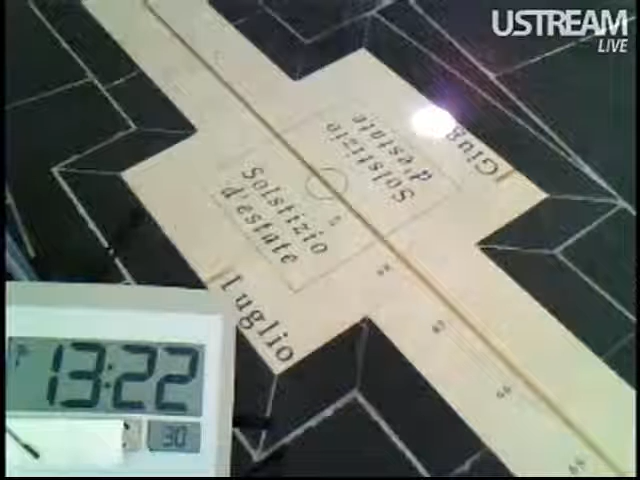 USTREAM
LIVE
Giug
Solstizio
d'estate
Solstizio
d'estate
Luglio
13:22
30